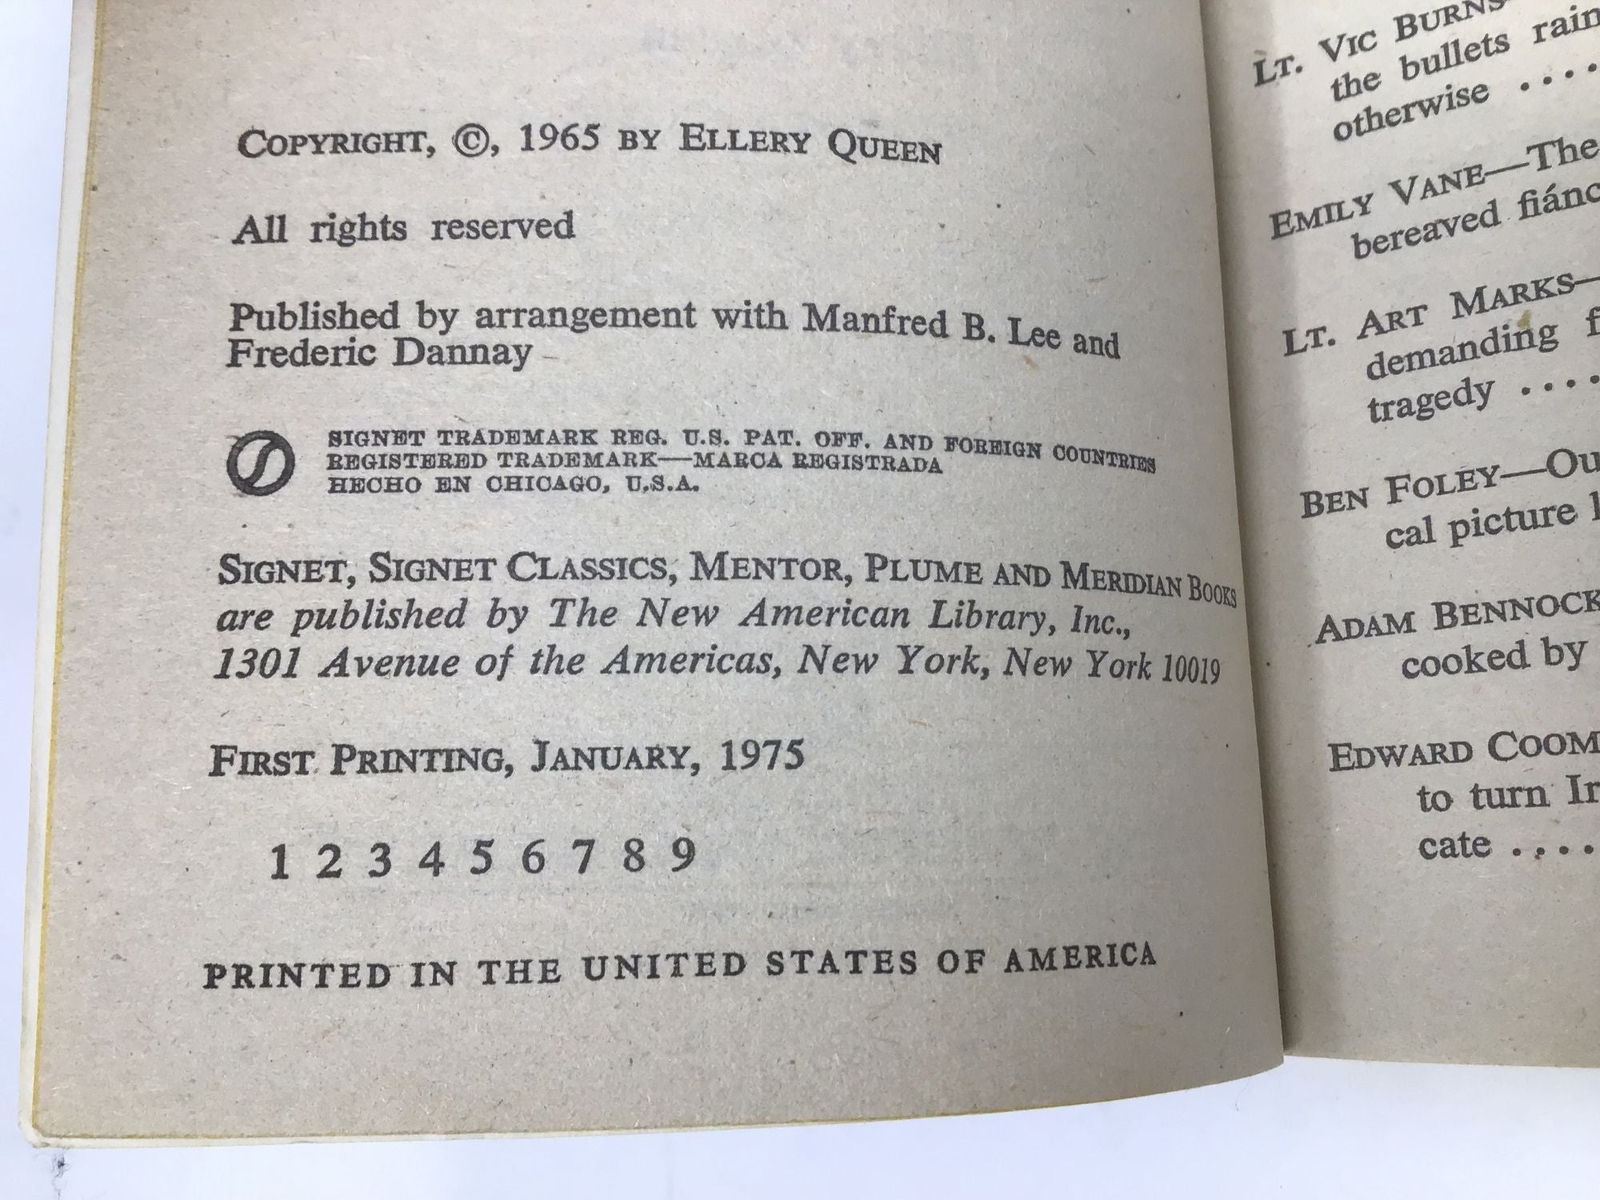 COPYRIGHT, ©, 1965 BY ELLERY QUEEN
All rights reserved
Published by arrangement with Manfred B. Lee and
Frederic Dannay
SIGNET TRADEMARK REG. U.S. PAT. OFF. AND FOREIGN COUNTRIES
REGISTERED TRADEMARK—MARCA REGISTRADA
HECHO EN CHICAGO, U.S.A.
SIGNET, SIGNET CLASSICS, MENTOR, PLUME AND MERIDIAN BOOKS
are published by The New American Library, Inc.,
1301 Avenue of the Americas, New York, New York 10019
FIRST PRINTING, JANUARY, 1975
1 2 3 4 5 6 7 8 9
PRINTED IN THE UNITED STATES OF AMERICA
LT. VIC BURNS
the bullets rain
otherwise ....
EMILY VANE—The
bereaved fiánc
LT. ART MARKS—
demanding f
tragedy ....
BEN FOLEY—Ou
cal picture l
ADAM BENNOCK
cooked by
EDWARD COOM
to turn Ir
cate ....